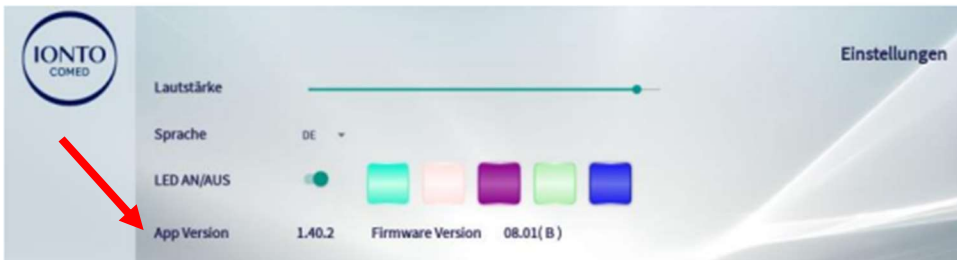 IONTO
COMED
Einstellungen
Lautstärke
Sprache DE
LED AN/AUS
App Version 1.40.2 Firmware Version 08.01( B )